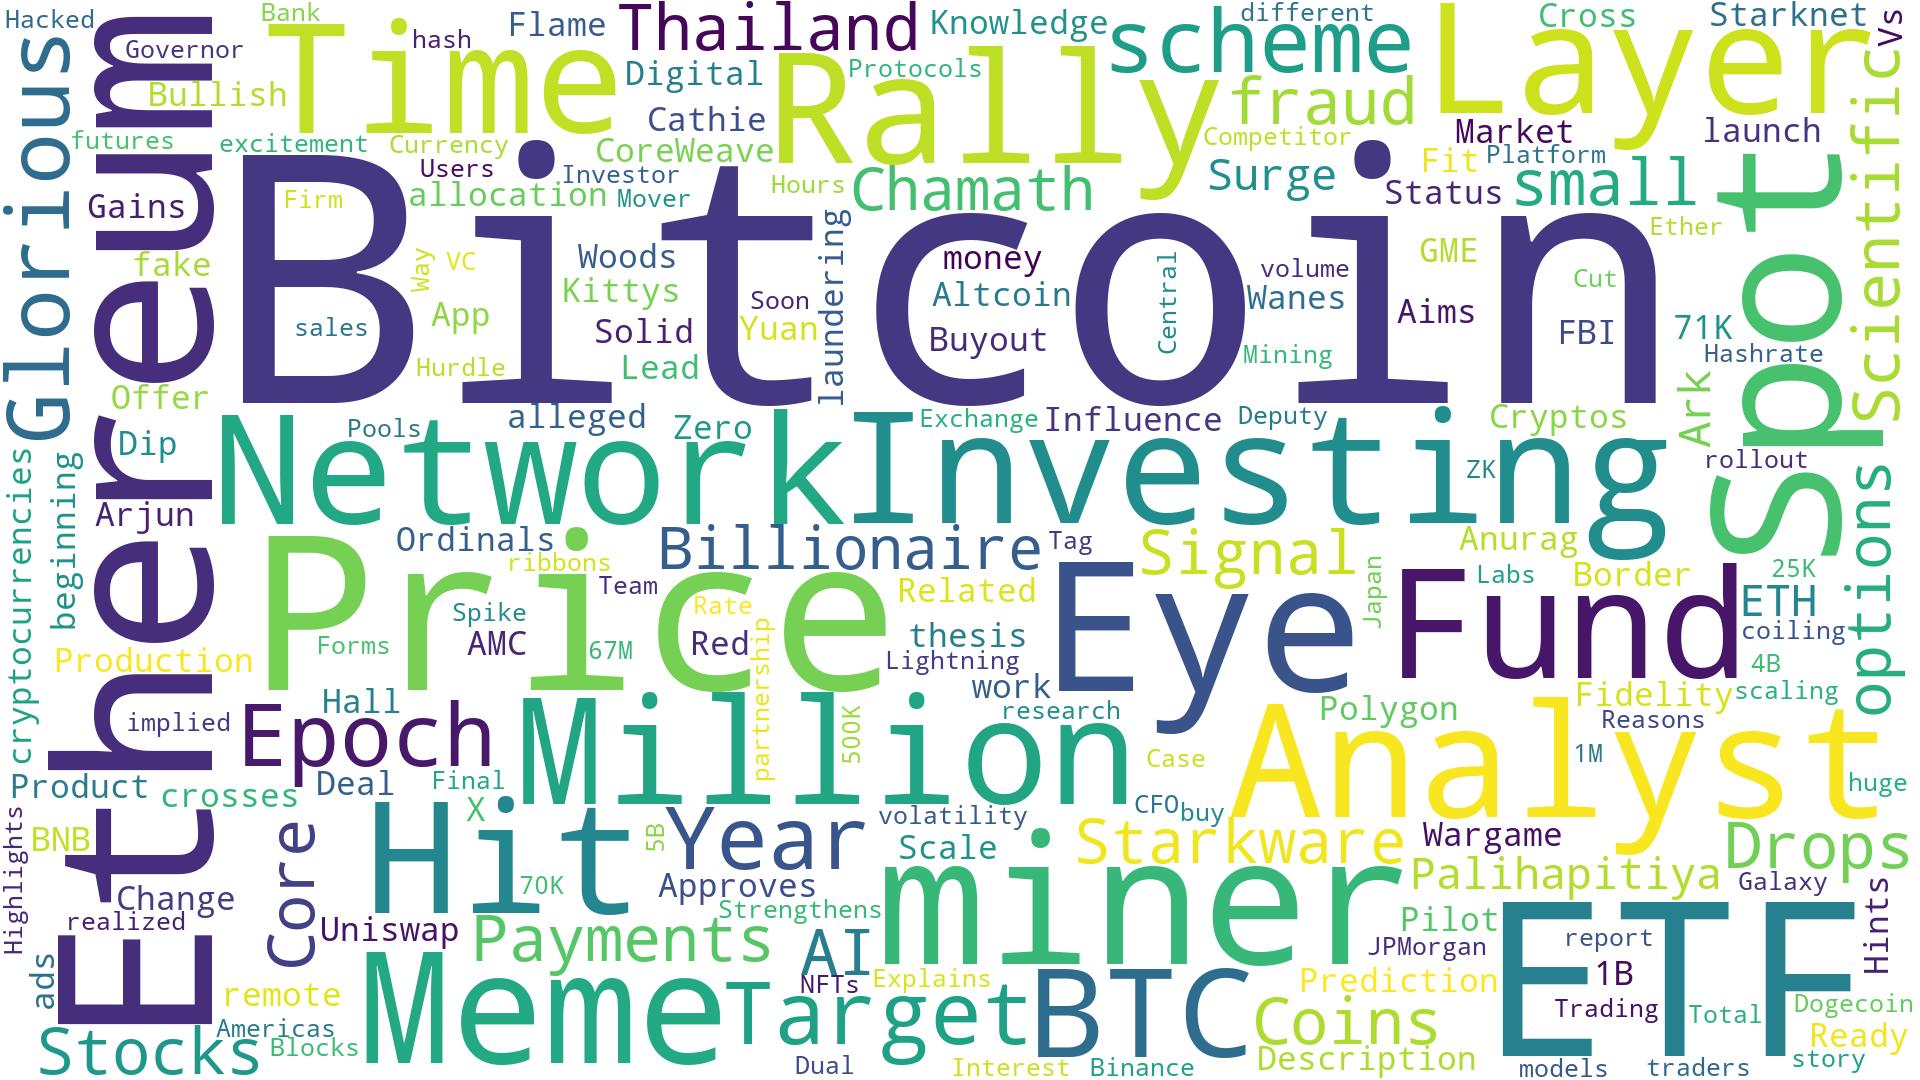 Hacked
Bank
Flame
Thailand
Knowledge
different
Cross
Starknet
Vs
Governor
Time
hash
Rally
scheme
Layer
Digital
Protocols
Glorious
Ethereum
Bullish
Cathie
fraud
Scientific
futures
excitement
Currency
CoreWeave
Competitor
Market
launch
Users
Investor
Hours
Chamath
Surge
Fit
Platform
Gains
Firm
allocation
Mover
Status
small
Spot
Bitcoin
Ether
fake
Way
VC
Woods
money
volume
GME
Kittys
Soon
laundering
Altcoin
Central
Wanes
Cut
App
Solid
Yuan
Buyout
Aims
FBI
71K
sales
Hurdle
Lead
Mining
Hashrate
Offer
Ark
Dip
Pools
alleged
Zero
Exchange
Influence
Deputy
Cryptos
Network
Investing
ZK
rollout
cryptocurrencies
beginning
options
Arjun
Ordinals
ribbons
Billionaire
Tag
Signal
Anurag
Price
Team
Related
Eye
Japan
Fund
Labs
Border
25K
ETH
Spike
Rate
coiling
Forms
AMC
67M
Red
partnership
thesis
Lightning
Production
4B
Hall
work
Fidelity
scaling
implied
Epoch
Million
500K
research
Polygon
Reasons
Analyst
Product
crosses
Deal
Final
Case
1M
huge
Highlights
BNB
Core
X
Hit
5B
Year
volatility
CFO
buy
Scale
Starkware
Wargame
Drops
Change
70K
Approves
miner
Palihapitiya
Galaxy
Hints
realized
Uniswap
Strengthens
Pilot
ads
Payments
AI
JPMorgan
report
ETF
remote
Meme
NFTs
Explains
Prediction
1B
Target
BTC
Coins
Trading
Total
Dogecoin
Stocks
Americas
Blocks
Ready
Dual
Interest
Binance
Description
models
traders
story